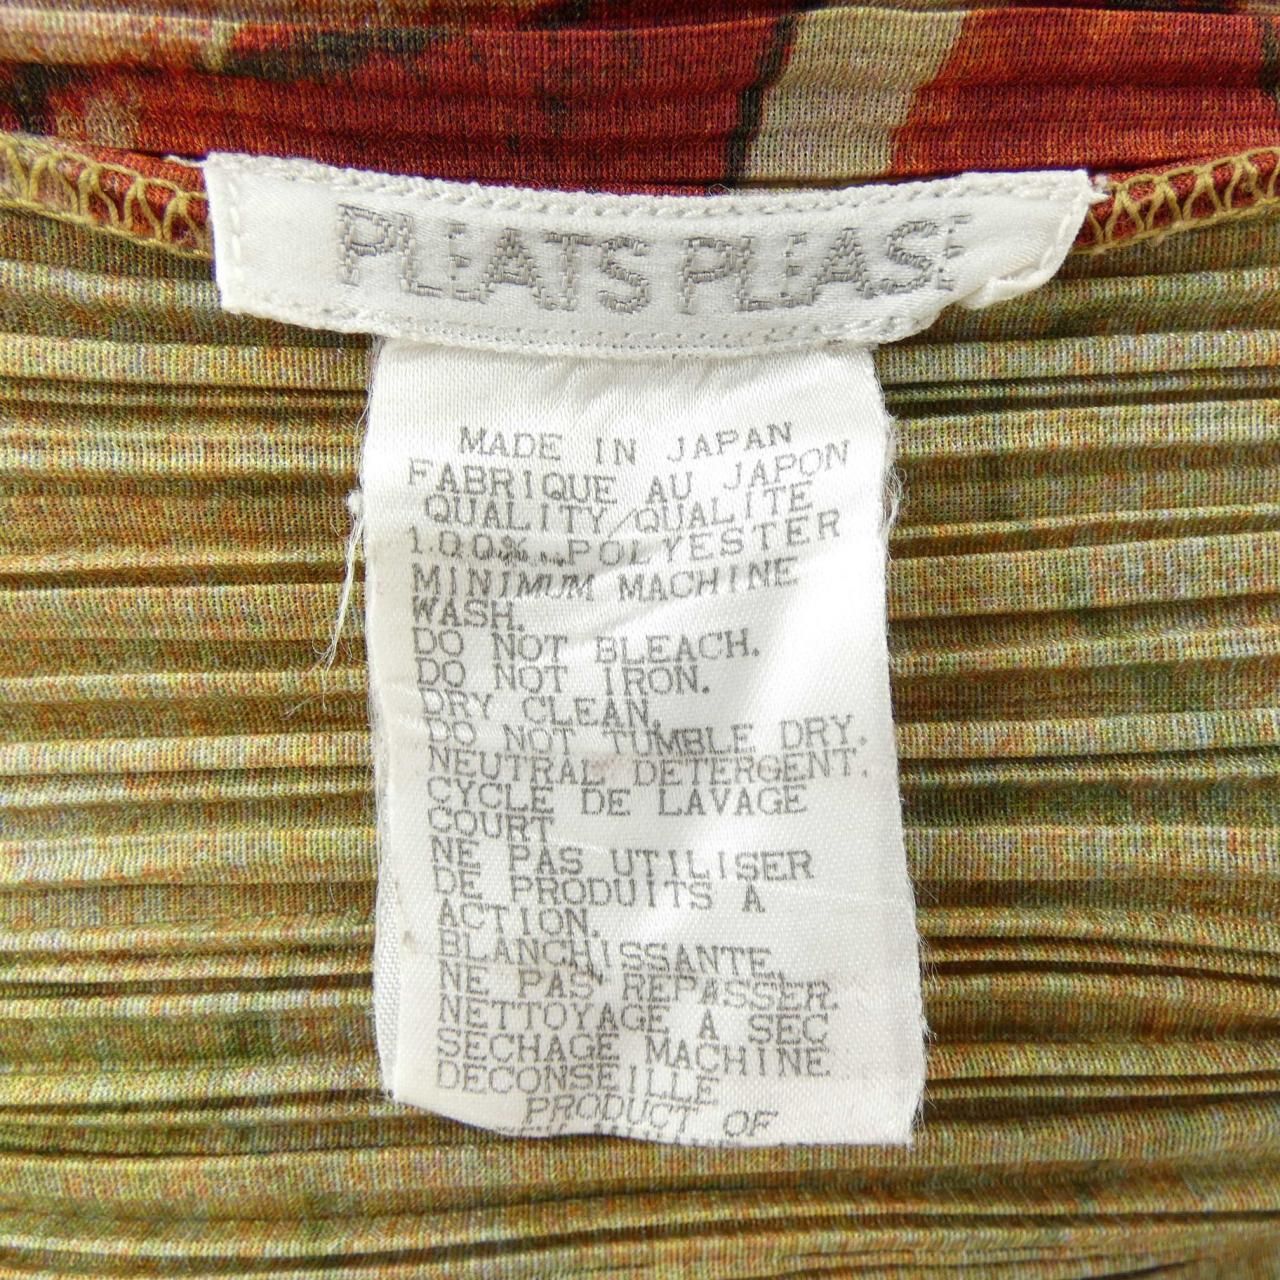 PLEATS PLEASE
MADE IN JAPAN
FABRIQUE AU JAPON
QUALITY/QUALITE
100% POLYESTER
MINIMUM MACHINE
WASH.
DO NOT BLEACH.
DO NOT IRON.
DRY CLEAN.
DO NOT TUMBLE DRY.
NEUTRAL DETERGENT.
CYCLE DE LAVAGE
COURT
NE PAS UTILISER
DE PRODUITS A
ACTION.
BLANCHISSANTE.
NE PAS REPASSER.
NETTOYAGE A SEC
SECHAGE MACHINE
DECONSEILLE
PRODUCT OF